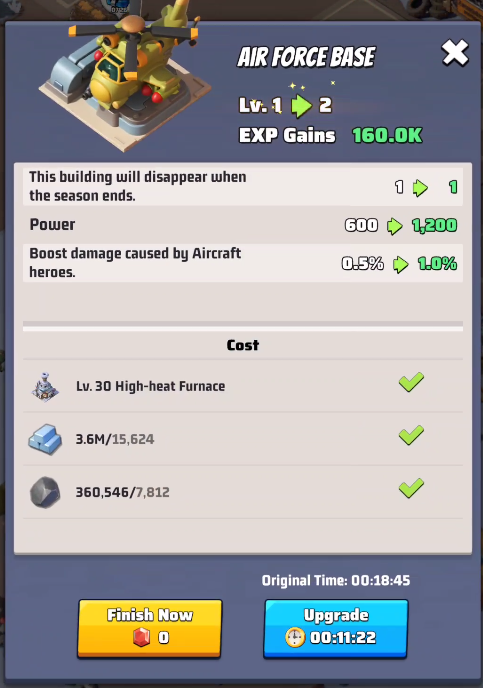 AIR FORCE BASE
Lv. 1 2
EXP Gains 160.0K
This building will disappear when
the season ends.
1 1
Power 600 1,200
Boost damage caused by Aircraft
heroes.
0.5% 1.0%
Cost
Lv. 30 High-heat Furnace
3.6M/15,624
360,546/7,812
Original Time: 00:18:45
Finish Now
0
Upgrade
00:11:22